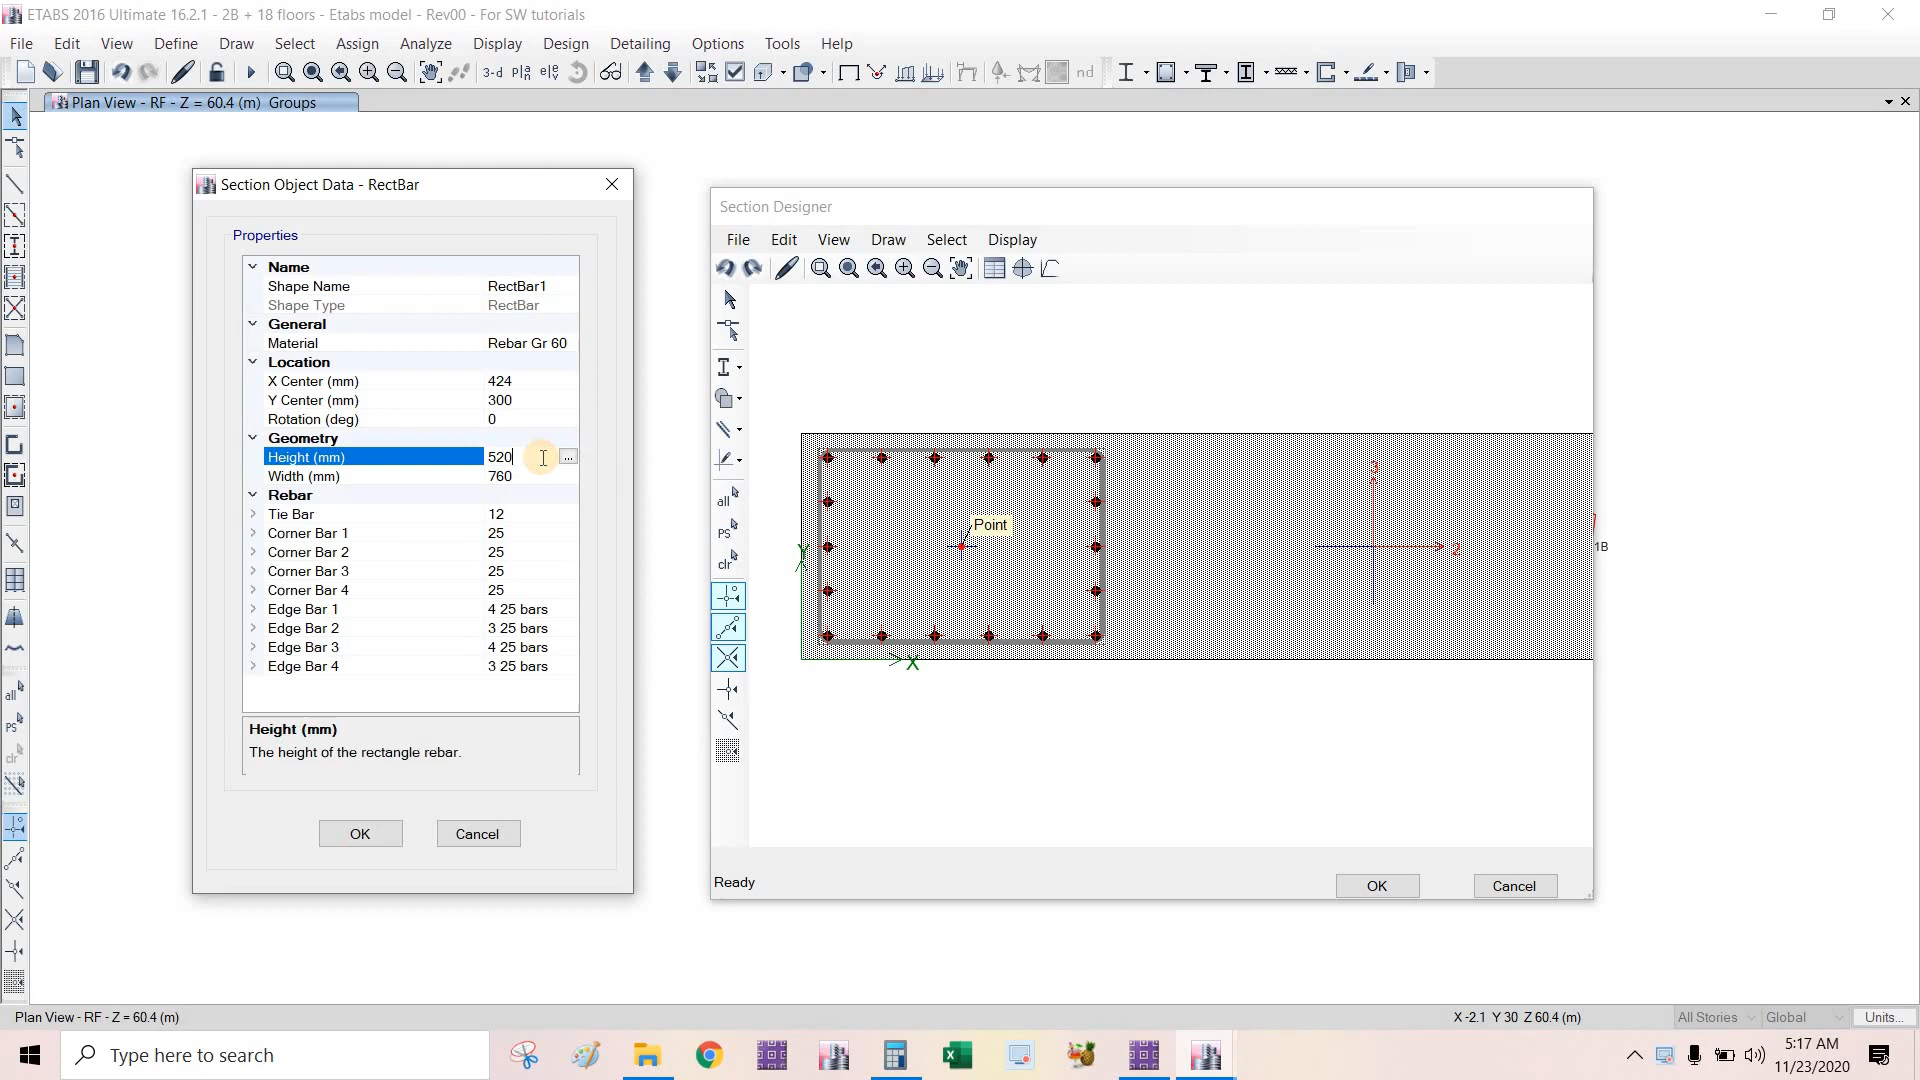 ETABS 2016 Ultimate 16.2.1 - 2B + 18 floors - Etabs model - Rev00 - For SW tutorials
File Edit View Define Draw Select Assign Analyze Display Design Detailing Options Tools Help
3-d nd
Plan View - RF - Z = 60.4 (m) Groups
Section Object Data - RectBar
Properties
Name
Shape Name RectBar1
Shape Type RectBar
General
Material Rebar Gr 60
Location
X Center (mm) 424
Y Center (mm) 300
Rotation (deg) 0
Geometry
Height (mm) 520 ...
Width (mm) 760
Rebar
Tie Bar 12
Corner Bar 1 25
Corner Bar 2 25
Corner Bar 3 25
Corner Bar 4 25
Edge Bar 1 4 25 bars
Edge Bar 2 3 25 bars
Edge Bar 3 4 25 bars
Edge Bar 4 3 25 bars
Height (mm)
The height of the rectangle rebar.
OK Cancel
Section Designer
File Edit View Draw Select Display
all
PS
clr
3
Point
Y
2
1B
X
Ready
OK Cancel
all
PS
clr
Plan View - RF - Z = 60.4 (m)
X -2.1 Y 30 Z 60.4 (m)
All Stories
Global
Units...
Type here to search
5:17 AM
11/23/2020